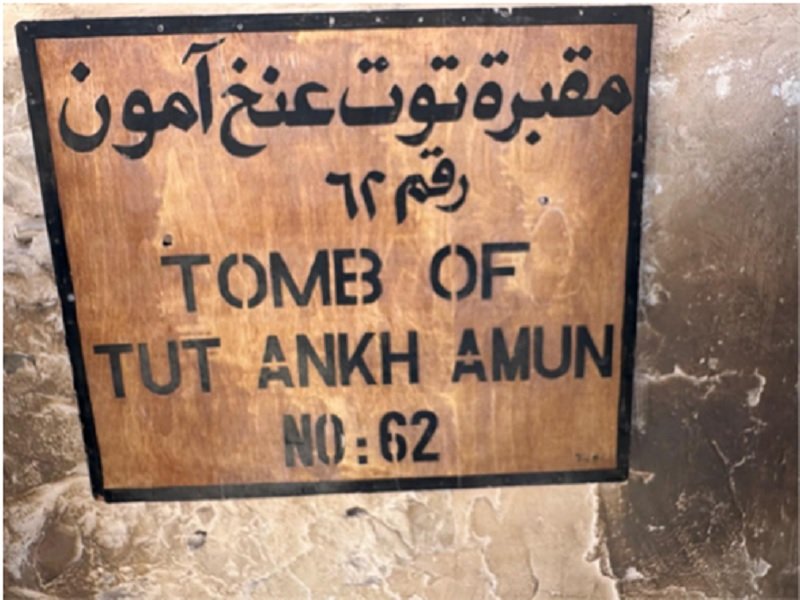 مقبرة توت عنخ آمون
رقم ٦٢
TOMB OF
TUT ANKH AMUN
NO: 62